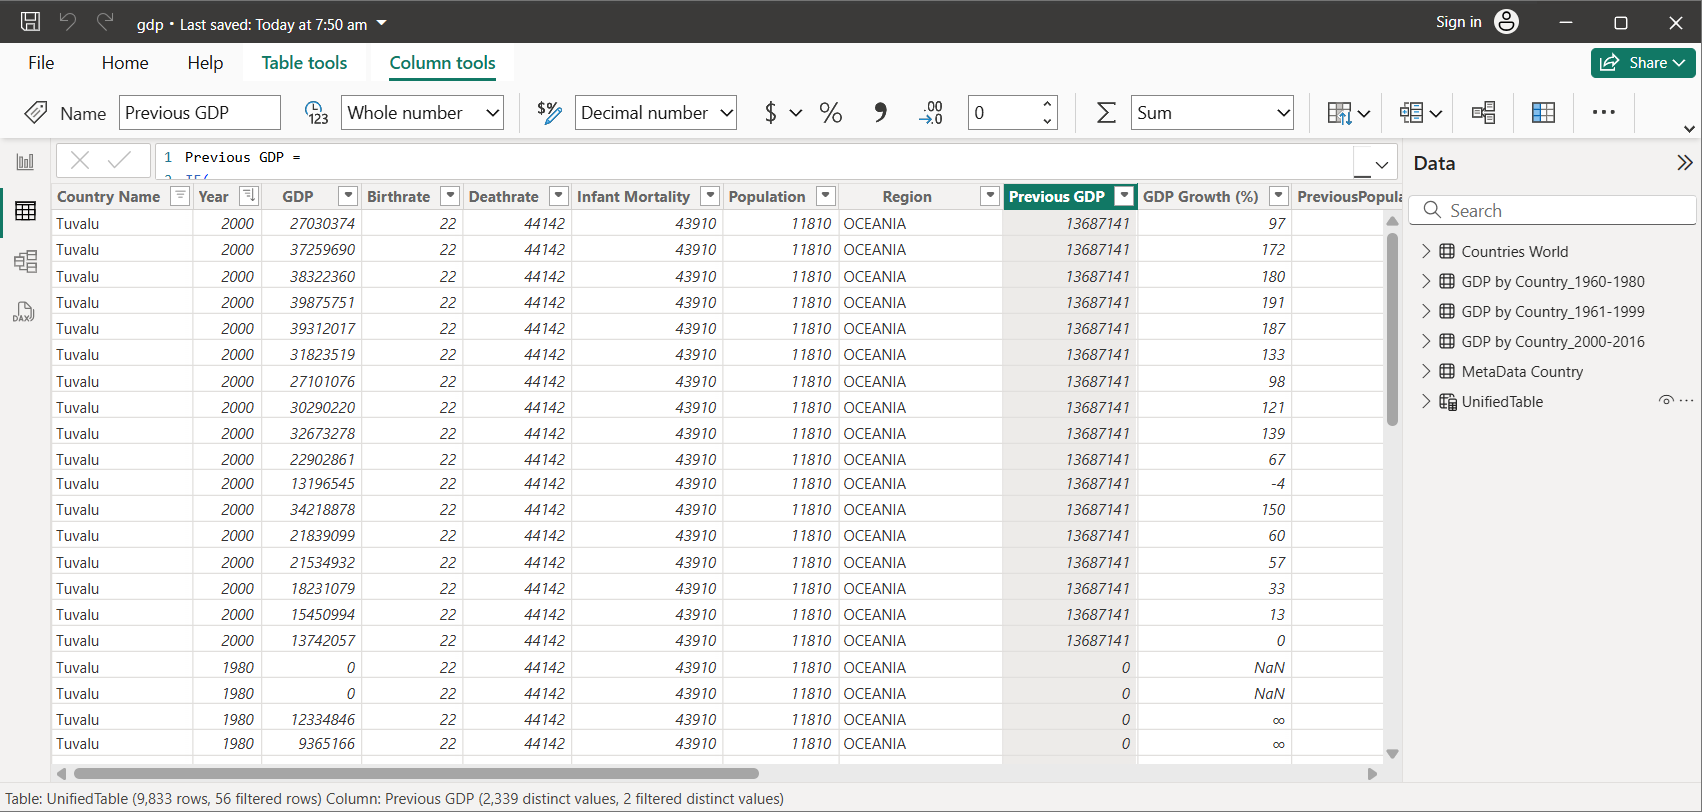 gdp • Last saved: Today at 7:50 am
Sign in
File Home Help Table tools Column tools
Share
Name Previous GDP
123 Whole number
$% Decimal number
$ % , .00 →.0 0
Σ Sum
1 Previous GDP =
Country Name Year GDP Birthrate Deathrate Infant Mortality Population Region Previous GDP GDP Growth (%) PreviousPopula
Tuvalu 2000 27030374 22 44142 43910 11810 OCEANIA 13687141 97
Tuvalu 2000 37259690 22 44142 43910 11810 OCEANIA 13687141 172
Tuvalu 2000 38322360 22 44142 43910 11810 OCEANIA 13687141 180
Tuvalu 2000 39875751 22 44142 43910 11810 OCEANIA 13687141 191
Tuvalu 2000 39312017 22 44142 43910 11810 OCEANIA 13687141 187
Tuvalu 2000 31823519 22 44142 43910 11810 OCEANIA 13687141 133
Tuvalu 2000 27101076 22 44142 43910 11810 OCEANIA 13687141 98
Tuvalu 2000 30290220 22 44142 43910 11810 OCEANIA 13687141 121
Tuvalu 2000 32673278 22 44142 43910 11810 OCEANIA 13687141 139
Tuvalu 2000 22902861 22 44142 43910 11810 OCEANIA 13687141 67
Tuvalu 2000 13196545 22 44142 43910 11810 OCEANIA 13687141 -4
Tuvalu 2000 34218878 22 44142 43910 11810 OCEANIA 13687141 150
Tuvalu 2000 21839099 22 44142 43910 11810 OCEANIA 13687141 60
Tuvalu 2000 21534932 22 44142 43910 11810 OCEANIA 13687141 57
Tuvalu 2000 18231079 22 44142 43910 11810 OCEANIA 13687141 33
Tuvalu 2000 15450994 22 44142 43910 11810 OCEANIA 13687141 13
Tuvalu 2000 13742057 22 44142 43910 11810 OCEANIA 13687141 0
Tuvalu 1980 0 22 44142 43910 11810 OCEANIA 0 NaN
Tuvalu 1980 0 22 44142 43910 11810 OCEANIA 0 NaN
Tuvalu 1980 12334846 22 44142 43910 11810 OCEANIA 0 ∞
Tuvalu 1980 9365166 22 44142 43910 11810 OCEANIA 0 ∞
DAX
Data
Search
Countries World
GDP by Country_1960-1980
GDP by Country_1961-1999
GDP by Country_2000-2016
MetaData Country
UnifiedTable
Table: UnifiedTable (9,833 rows, 56 filtered rows) Column: Previous GDP (2,339 distinct values, 2 filtered distinct values)